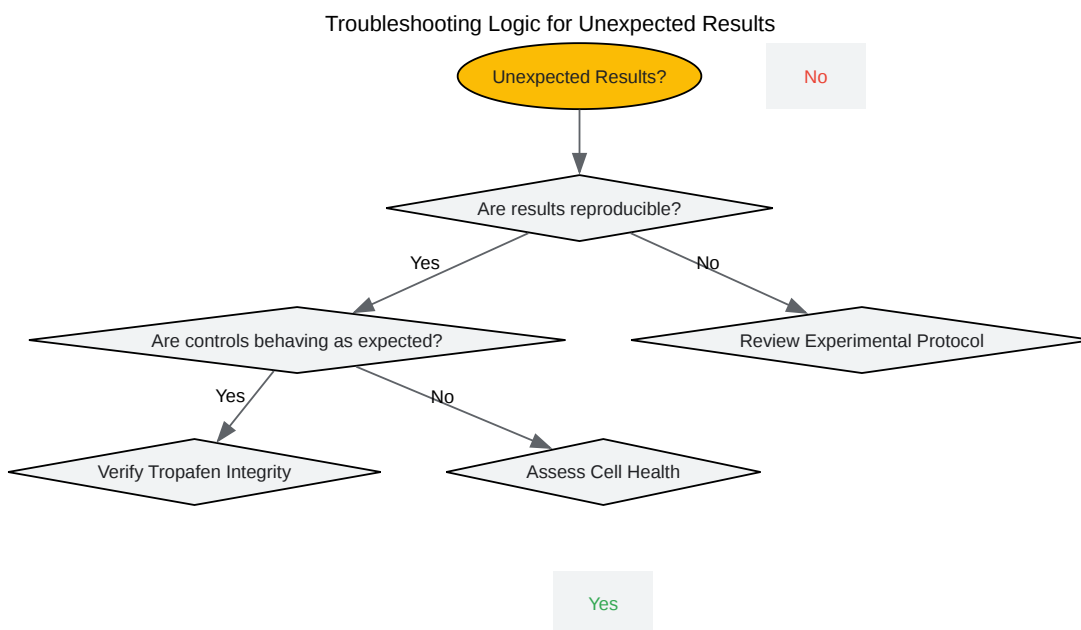 Troubleshooting Logic for Unexpected Results
Unexpected Results?
No
Are results reproducible?
Yes
No
Are controls behaving as expected?
Review Experimental Protocol
Yes
No
Verify Tropafen Integrity
Assess Cell Health
Yes